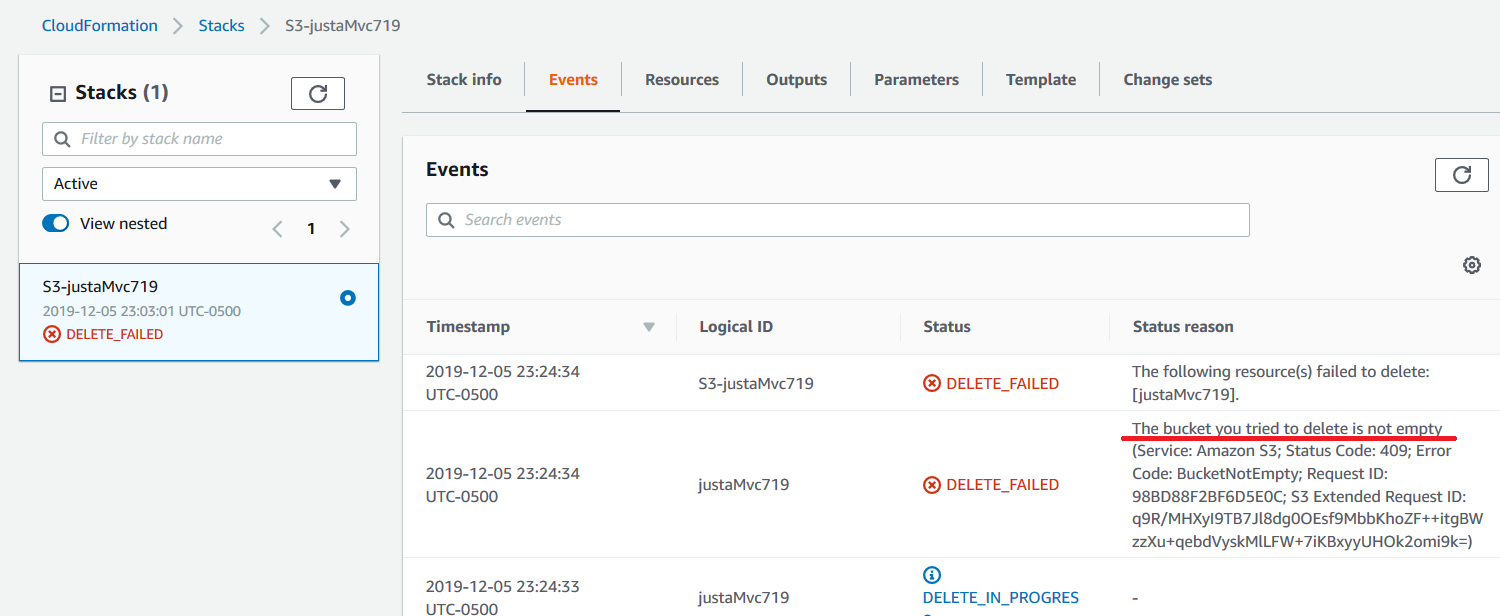 CloudFormation > Stacks > S3-justaMvc719
Stacks (1)
Filter by stack name
Active
View nested
1
S3-justaMvc719
2019-12-05 23:03:01 UTC-0500
DELETE_FAILED
Stack info Events Resources Outputs Parameters Template Change sets
Events
Search events
Timestamp Logical ID Status Status reason
2019-12-05 23:24:34
UTC-0500
S3-justaMvc719
DELETE_FAILED
The following resource(s) failed to delete:
[justaMvc719].
2019-12-05 23:24:34
UTC-0500
justaMvc719
DELETE_FAILED
The bucket you tried to delete is not empty
(Service: Amazon S3; Status Code: 409; Error
Code: BucketNotEmpty; Request ID:
98BD88F2BF6D5E0C; S3 Extended Request ID:
q9R/MHXyI9TB7Jl8dg0OEsf9MbbKhoZF++itgBW
zzXu+qebdVyskMlLFW+7iKBxyyUHOk2omi9k=)
2019-12-05 23:24:33
UTC-0500
justaMvc719
DELETE_IN_PROGRES
-